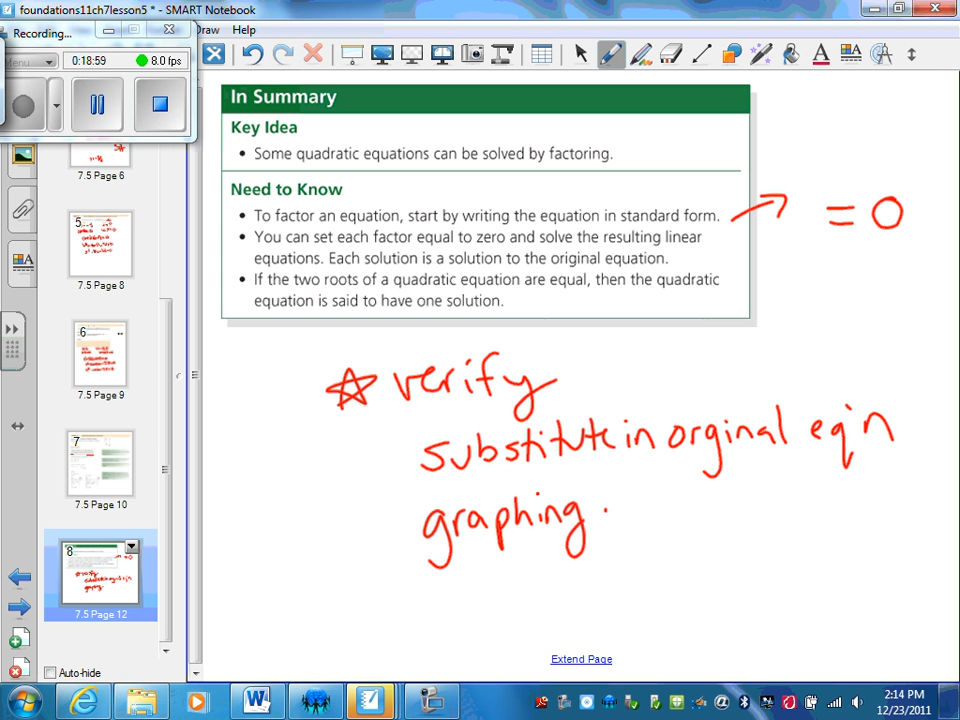 foundations11ch7lesson5 * - SMART Notebook
Recording...
Draw Help
Menu
0:18:59 8.0 fps
In Summary
Key Idea
• Some quadratic equations can be solved by factoring.
Need to Know
• To factor an equation, start by writing the equation in standard form.
= 0
• You can set each factor equal to zero and solve the resulting linear
equations. Each solution is a solution to the original equation.
• If the two roots of a quadratic equation are equal, then the quadratic
equation is said to have one solution.
verify
substitute in orginal eq'n
graphing.
7.5 Page 6
5
7.5 Page 8
6
7.5 Page 9
7
7.5 Page 10
8
7.5 Page 12
Auto-hide
Extend Page
2:14 PM
12/23/2011